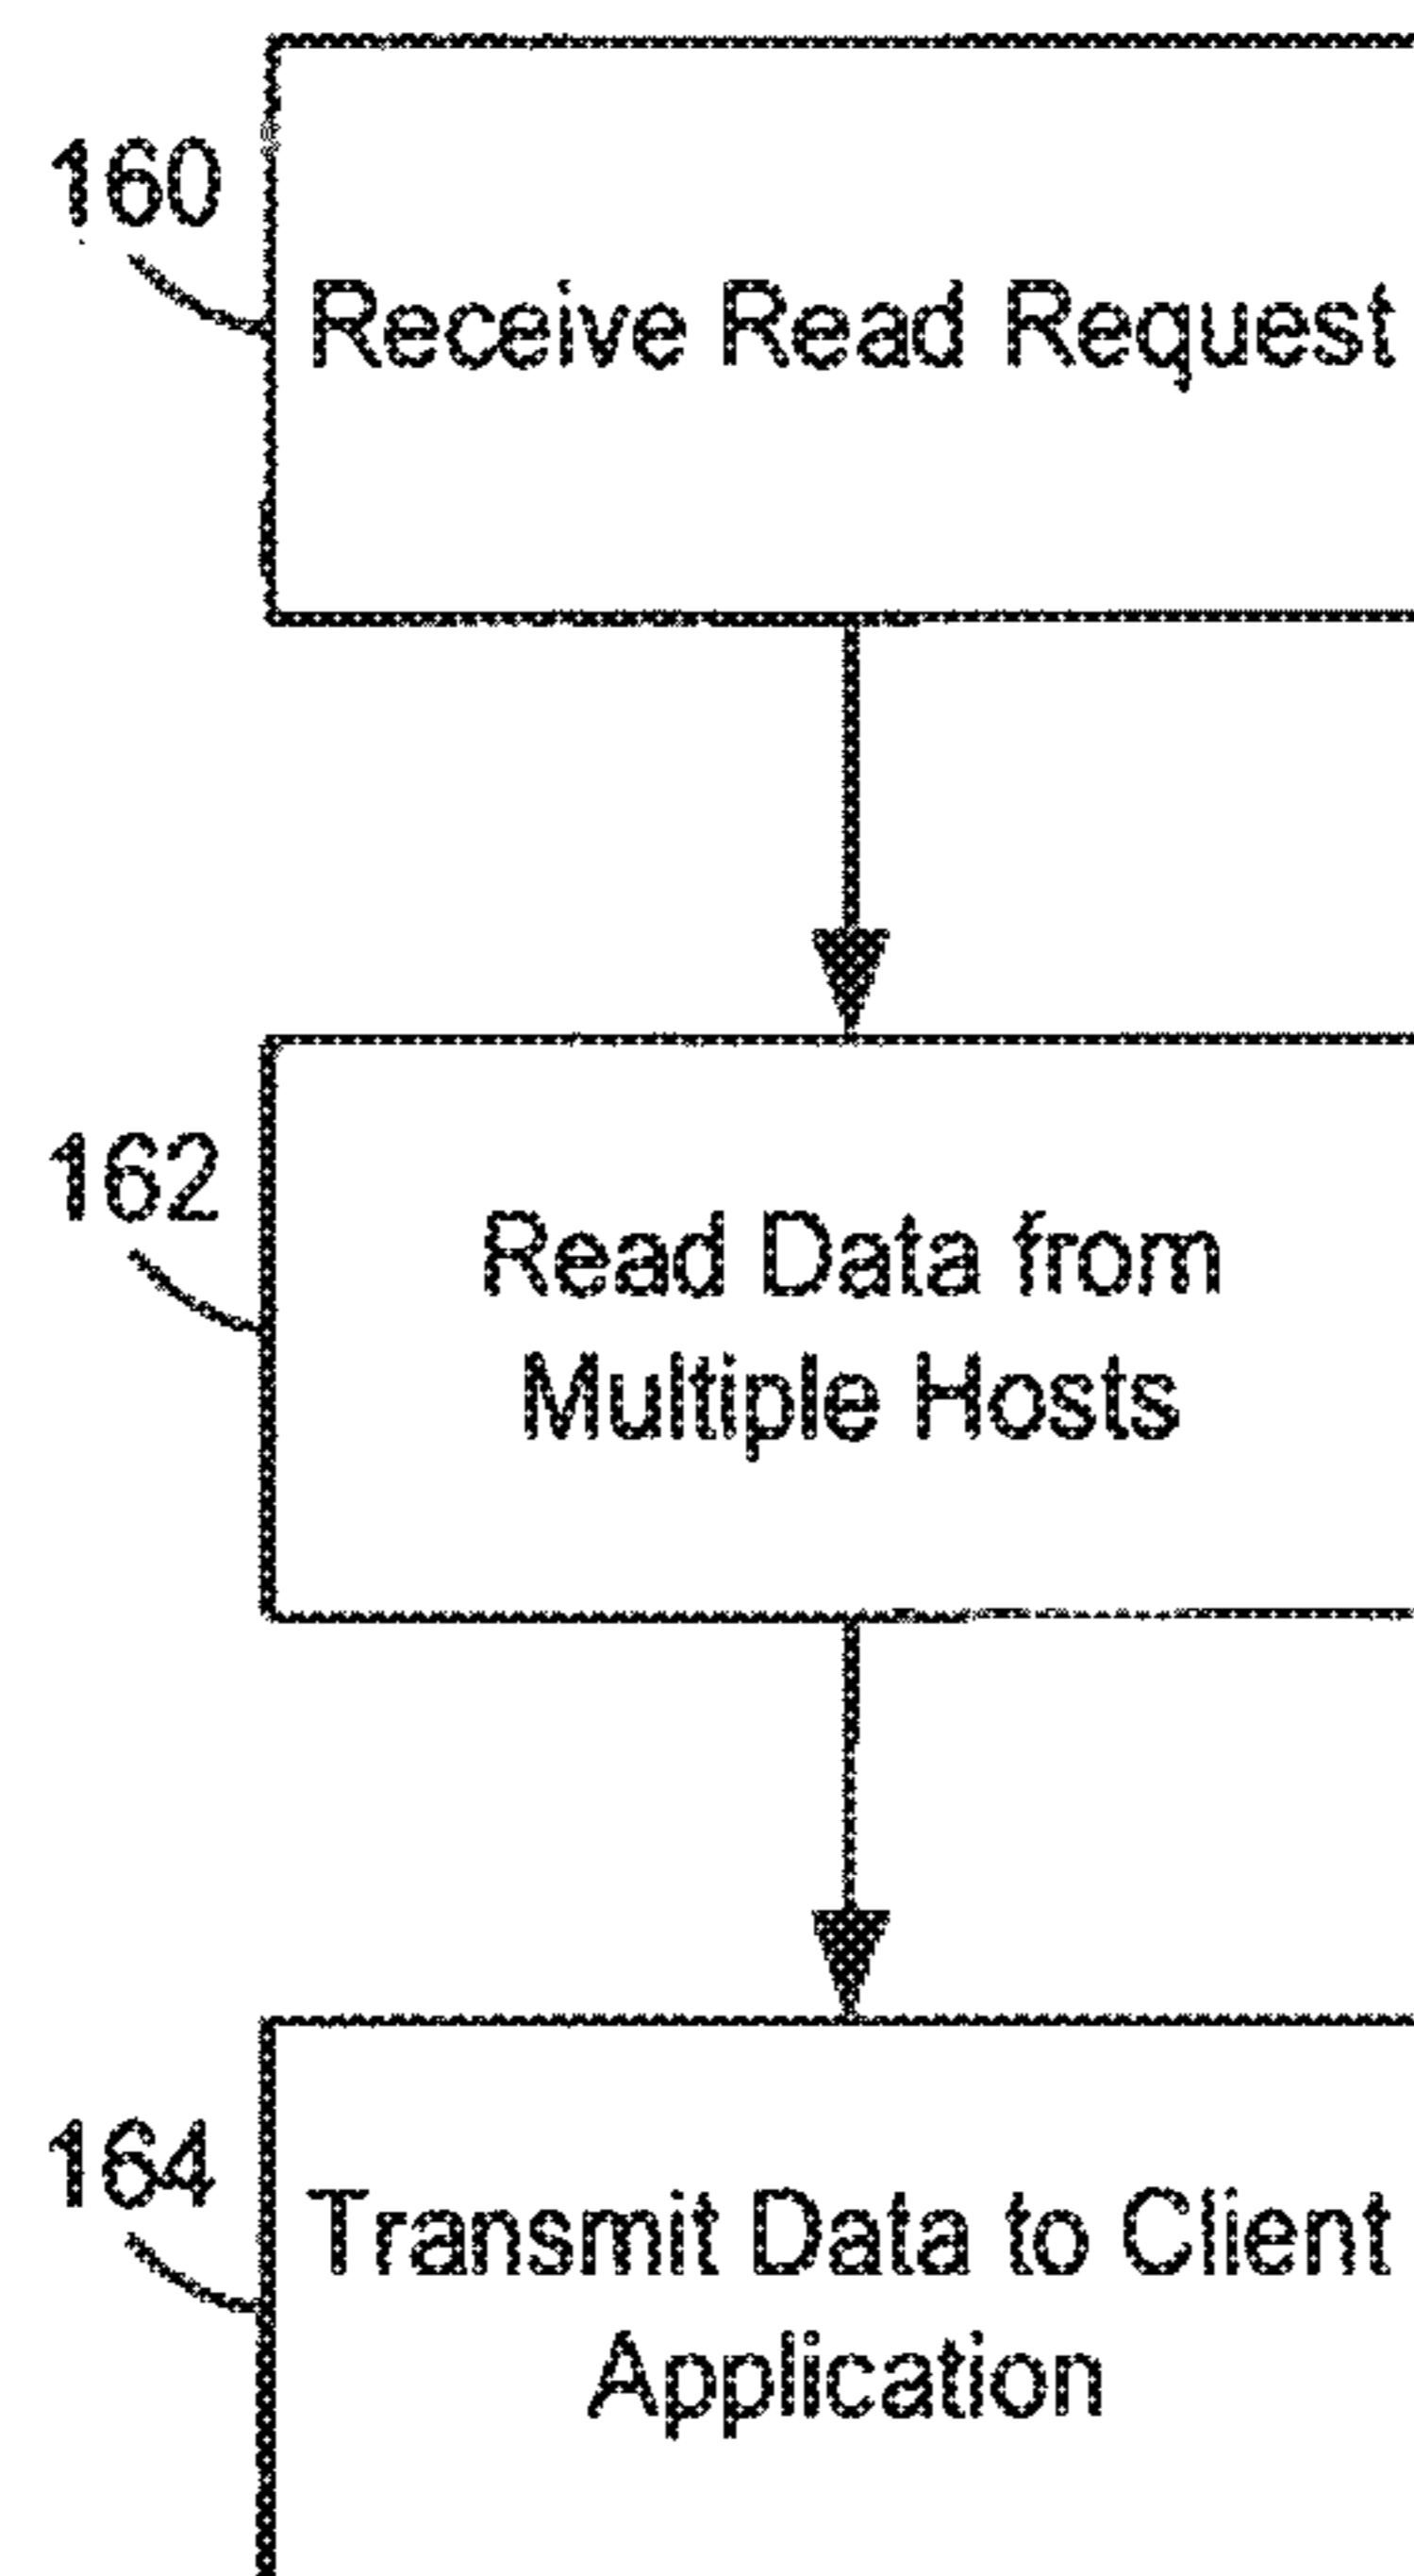 160
Receive Read Request
162
Read Data from
Multiple Hosts
164
Transmit Data to Client
Application